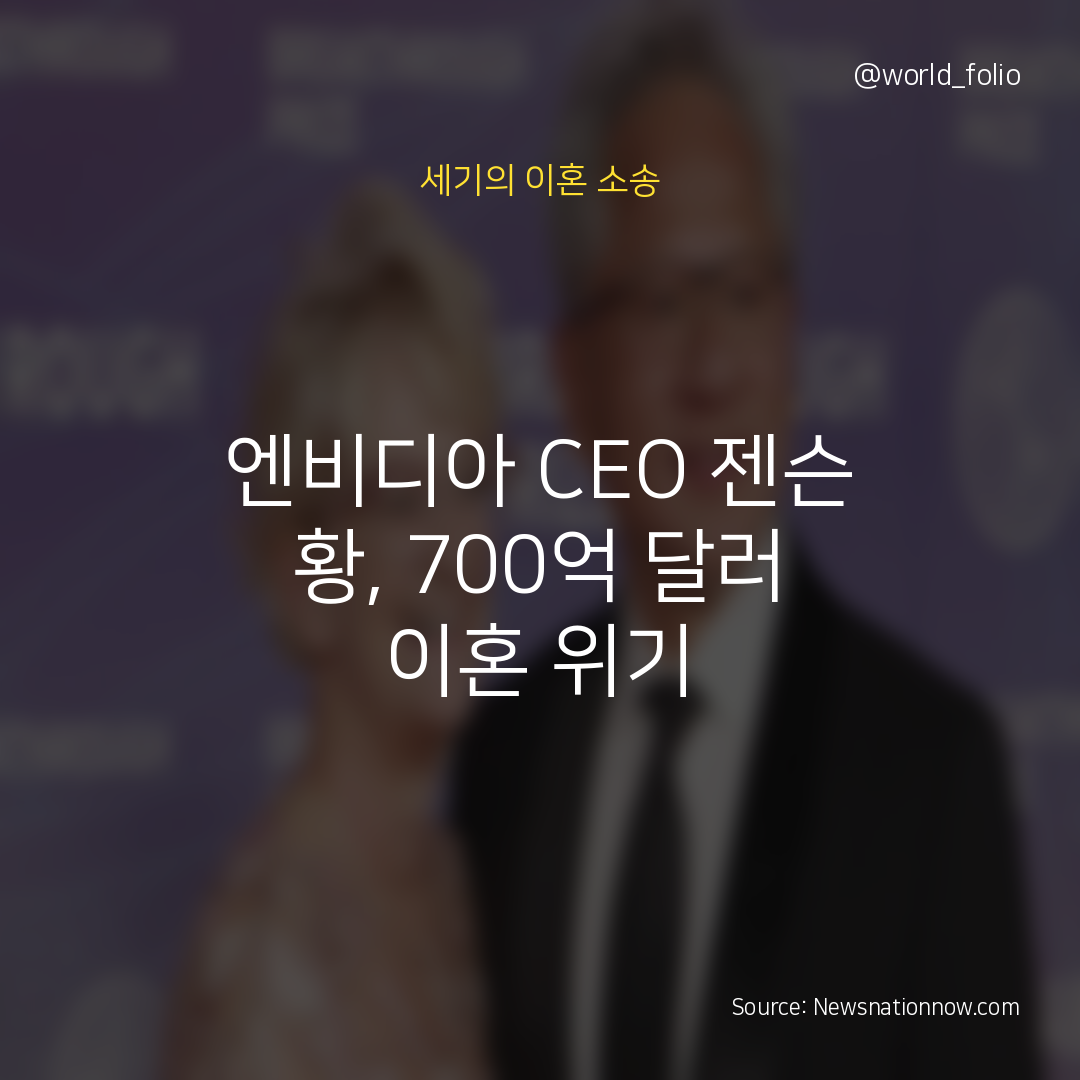 @world_folio
세기의 이혼 소송
엔비디아 CEO 젠슨
황, 700억 달러
이혼 위기
Source: Newsnationnow.com